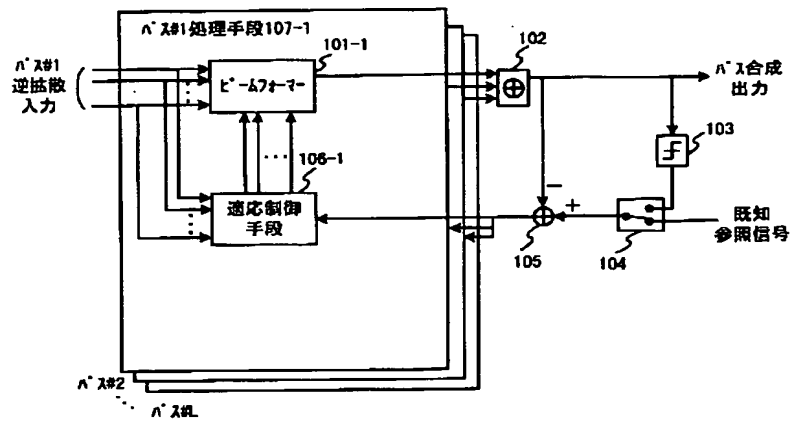 パス#1処理手段107-1
101-1
102
パス#1
逆拡散
入力
ビームフォーマー
パス合成
出力
103
106-1
適応制御
手段
−
+
既知
参照信号
105
104
パス#2
パス#L